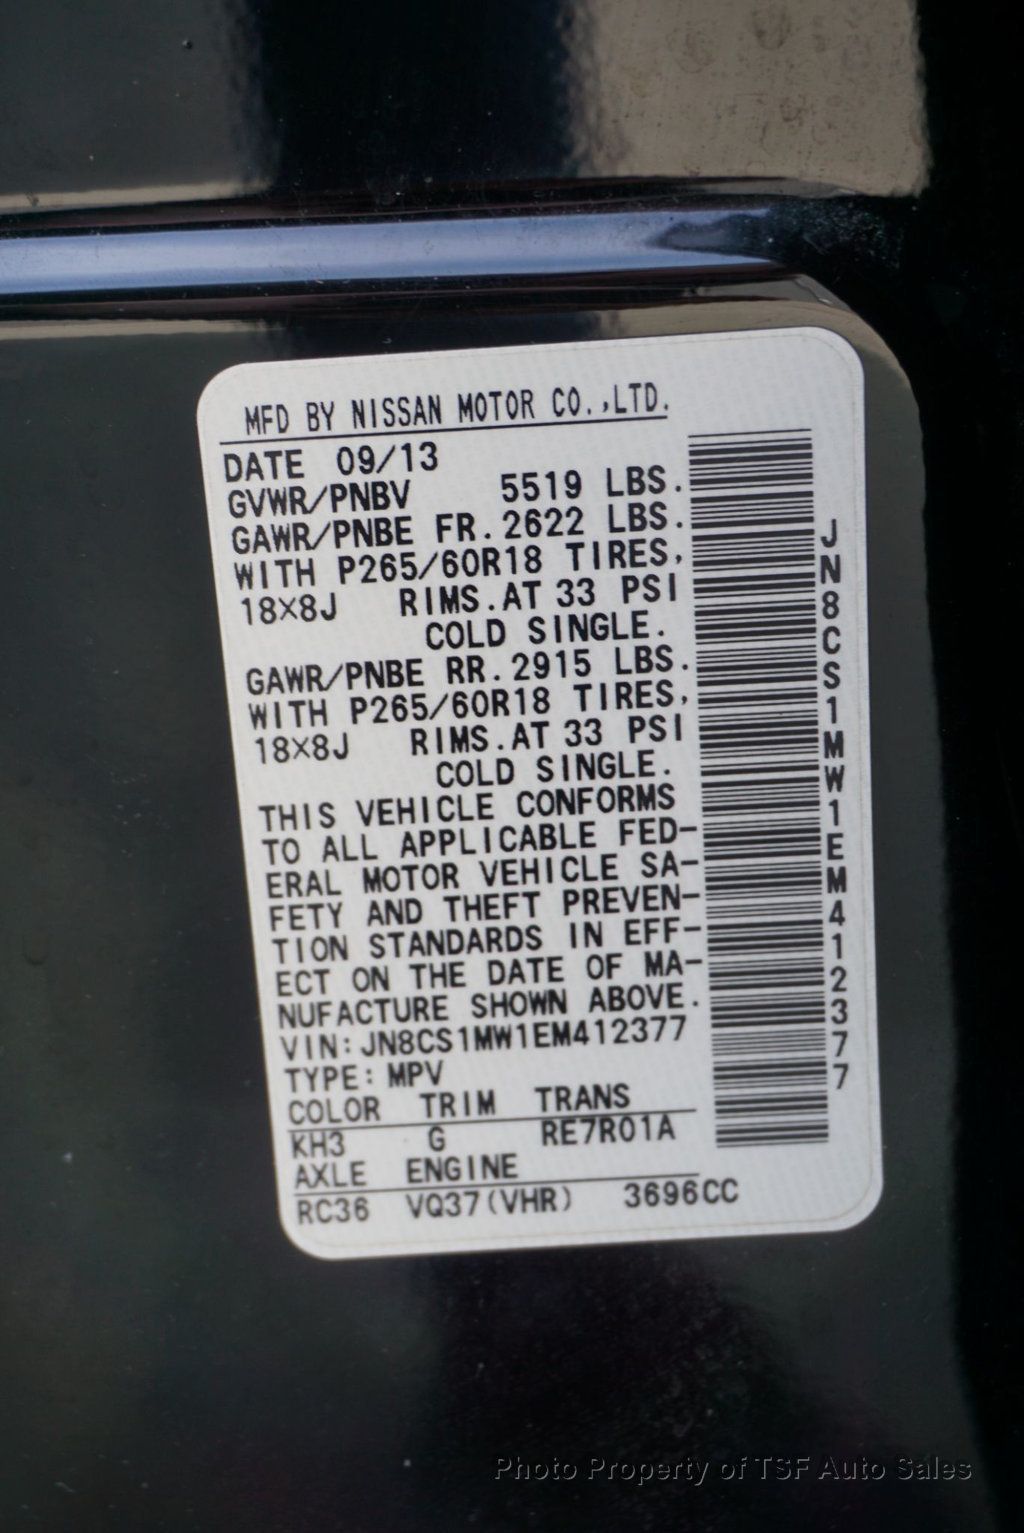 MFD BY NISSAN MOTOR CO.,LTD.
DATE 09/13
GVWR/PNBV 5519 LBS.
GAWR/PNBE FR. 2622 LBS.
WITH P265/60R18 TIRES,
18×8J RIMS.AT 33 PSI
COLD SINGLE.
GAWR/PNBE RR. 2915 LBS.
WITH P265/60R18 TIRES,
18×8J RIMS.AT 33 PSI
COLD SINGLE.
THIS VEHICLE CONFORMS
TO ALL APPLICABLE FED-
ERAL MOTOR VEHICLE SA-
FETY AND THEFT PREVEN-
TION STANDARDS IN EFF-
ECT ON THE DATE OF MA-
NUFACTURE SHOWN ABOVE.
VIN: JN8CS1MW1EM412377
TYPE: MPV
COLOR TRIM TRANS
KH3 G RE7R01A
AXLE ENGINE
RC36 VQ37(VHR) 3696CC
JN8CS1MW1EM412377
Photo Property of TSF Auto Sales